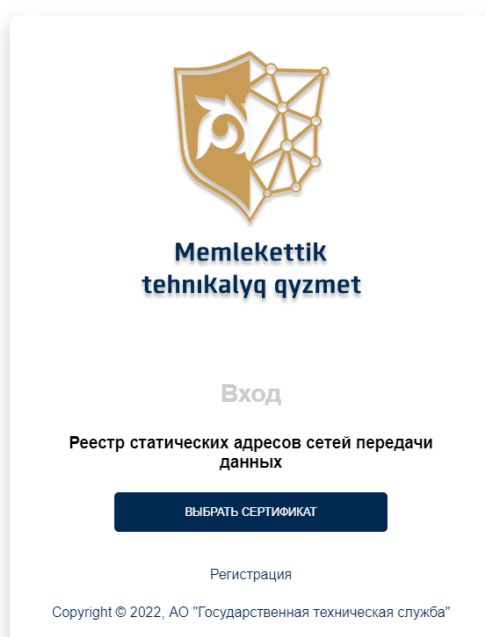 Memlekettik
tehnıkalyq qyzmet
Вход
Реестр статических адресов сетей передачи
данных
ВЫБРАТЬ СЕРТИФИКАТ
Регистрация
Copyright © 2022, АО "Государственная техническая служба"